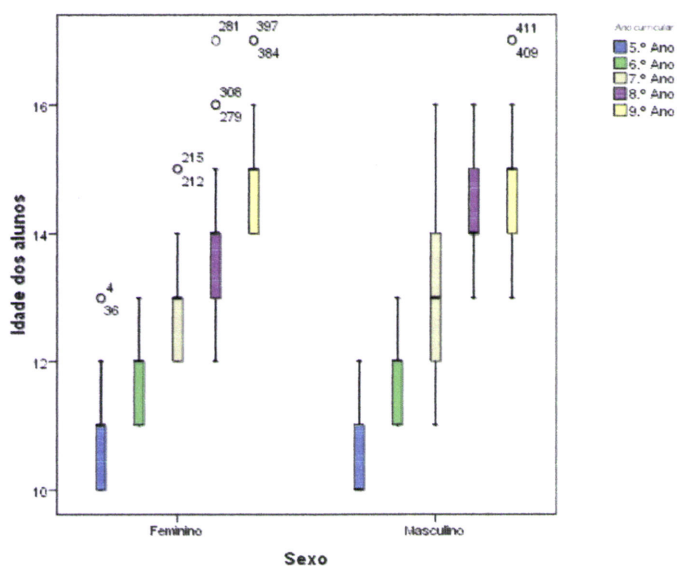 281
397
384
411
409
Ano curricular
5.º Ano
6.º Ano
7.º Ano
8.º Ano
9.º Ano
308
279
16
215
212
14
4
36
12
10
Idade dos alunos
Feminino
Masculino
Sexo